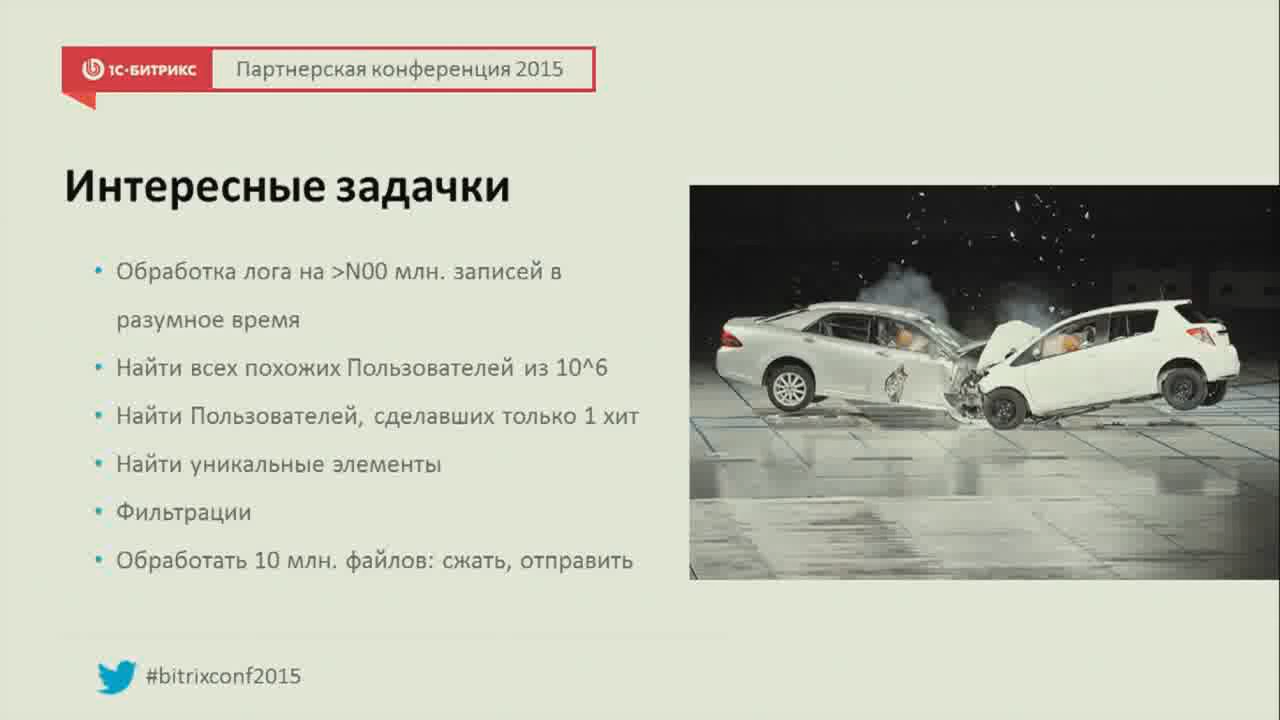 1С-БИТРИКС Партнерская конференция 2015
Интересные задачки
• Обработка лога на >N00 млн. записей в
разумное время
• Найти всех похожих Пользователей из 10^6
• Найти Пользователей, сделавших только 1 хит
• Найти уникальные элементы
• Фильтрации
• Обработать 10 млн. файлов: сжать, отправить
#bitrixconf2015